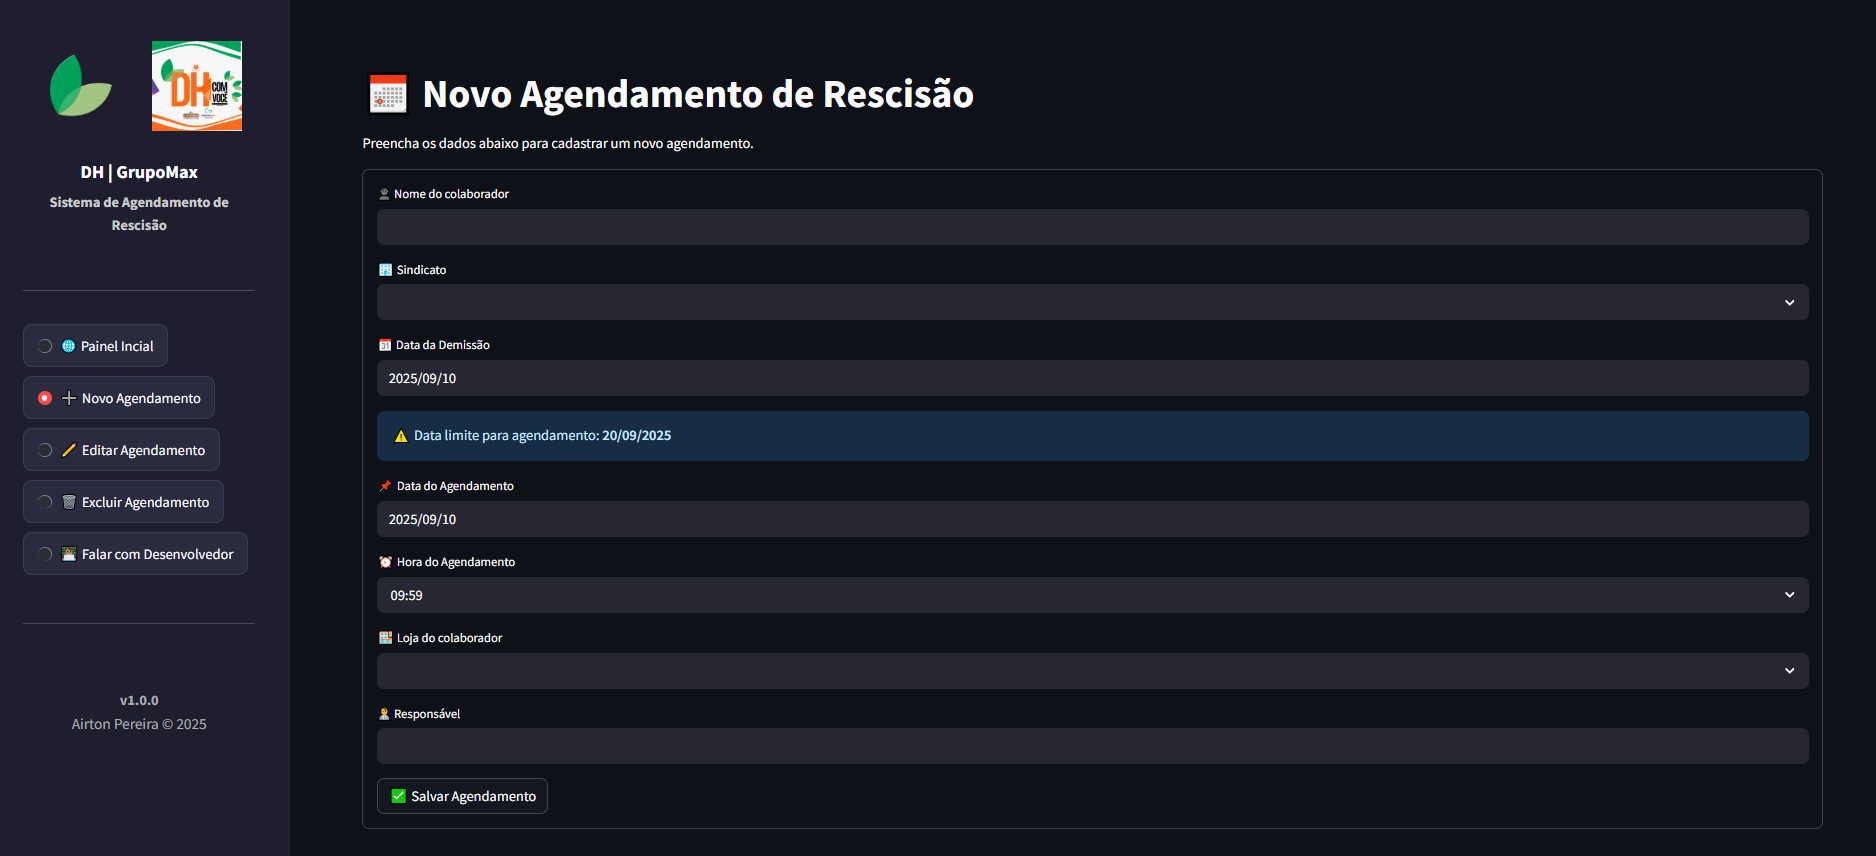 DH
COM
VOCÊ
DH | GrupoMax
Sistema de Agendamento de
Rescisão
Painel Incial
Novo Agendamento
Editar Agendamento
Excluir Agendamento
Falar com Desenvolvedor
v1.0.0
Airton Pereira © 2025
Novo Agendamento de Rescisão
Preencha os dados abaixo para cadastrar um novo agendamento.
Nome do colaborador
Sindicato
Data da Demissão
2025/09/10
Data limite para agendamento: 20/09/2025
Data do Agendamento
2025/09/10
Hora do Agendamento
09:59
Loja do colaborador
Responsável
Salvar Agendamento